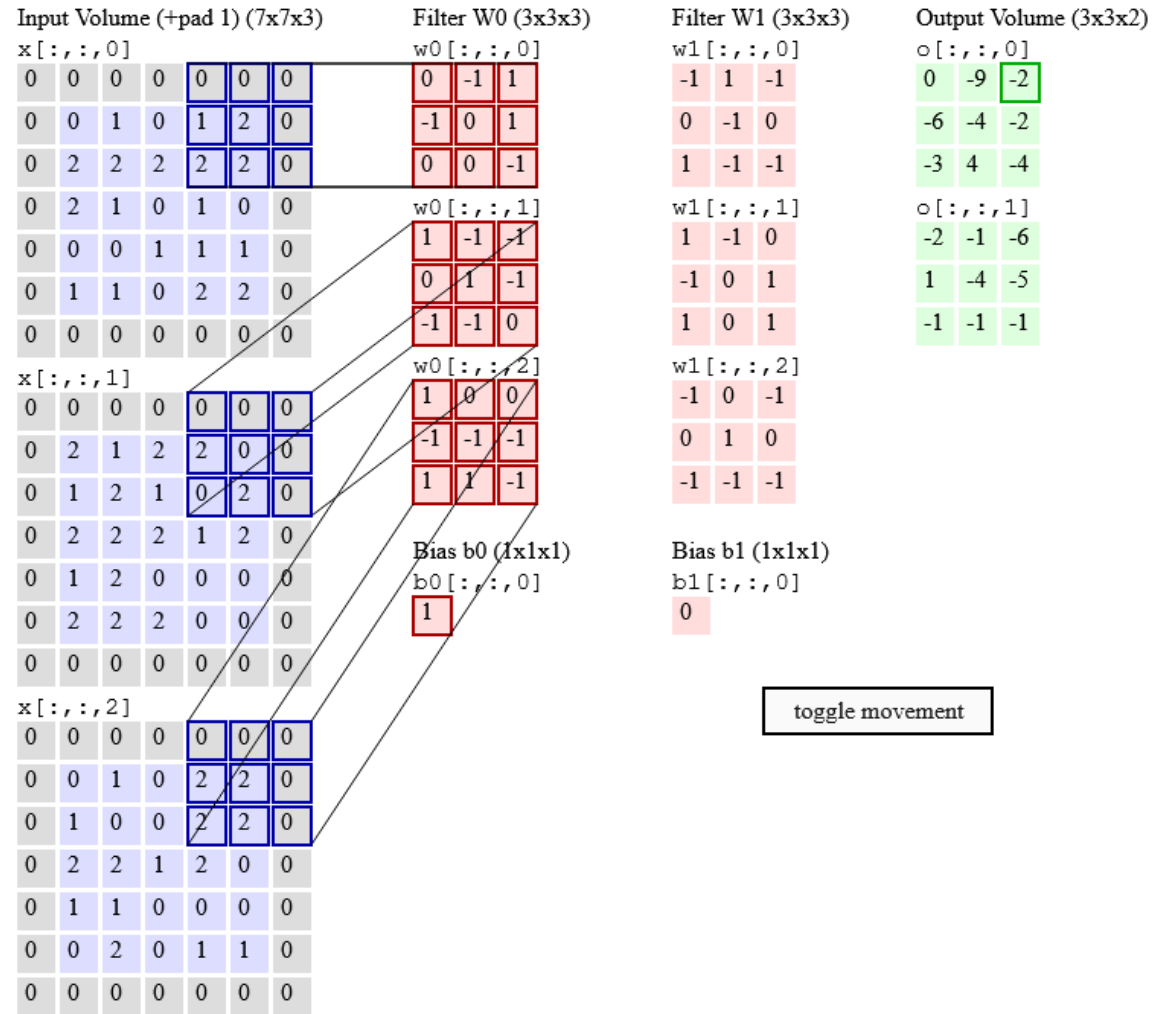 Input Volume (+pad 1) (7x7x3) Filter W0 (3x3x3) Filter W1 (3x3x3) Output Volume (3x3x2)
x[:,:,0] w0[:,:,0] w1[:,:,0] o[:,:,0]
0 0 0 0 0 0 0 0 -1 1 -1 1 -1 0 -9 -2
0 0 1 0 1 2 0 -1 0 1 0 -1 0 -6 -4 -2
0 2 2 2 2 2 0 0 0 -1 1 -1 -1 -3 4 -4
0 2 1 0 1 0 0 w0[:,:,1] w1[:,:,1] o[:,:,1]
0 0 0 1 1 1 0 1 -1 -1 1 -1 0 -2 -1 -6
0 1 1 0 2 2 0 0 1 -1 -1 0 1 1 -4 -5
0 0 0 0 0 0 0 -1 -1 0 1 0 1 -1 -1 -1
x[:,:,1] w0[:,:,2] w1[:,:,2]
0 0 0 0 0 0 0 1 0 0 -1 0 -1
0 2 1 2 2 0 0 -1 -1 -1 0 1 0
0 1 2 1 0 2 0 1 1 -1 -1 -1 -1
0 2 2 2 1 2 0 Bias b0 (1x1x1) Bias b1 (1x1x1)
0 1 2 0 0 0 0 b0[:,:,0] b1[:,:,0]
0 2 2 2 0 0 0 1 0
0 0 0 0 0 0 0
x[:,:,2] toggle movement
0 0 0 0 0 0 0
0 0 1 0 2 2 0
0 1 0 0 2 2 0
0 2 2 1 2 0 0
0 1 1 0 0 0 0
0 0 2 0 1 1 0
0 0 0 0 0 0 0